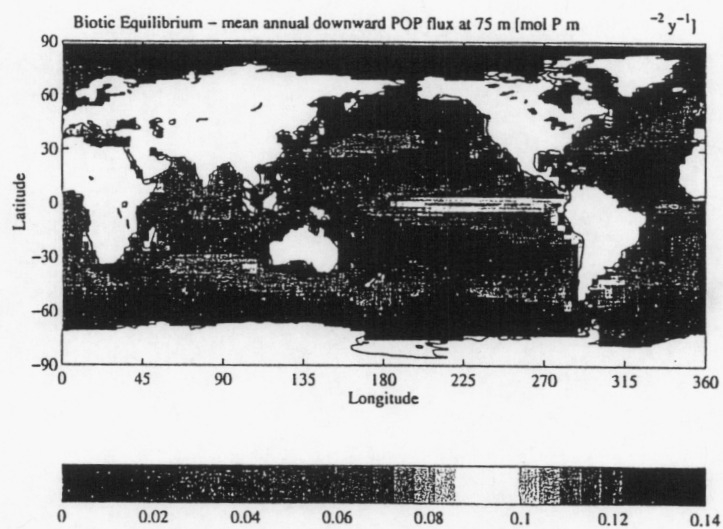 Biotic Equilibrium – mean annual downward POP flux at 75 m [mol P m⁻² y⁻¹]
90
60
30
0
−30
−60
−90
Latitude
0 45 90 135 180 225 270 315 360
Longitude
0 0.02 0.04 0.06 0.08 0.1 0.12 0.14